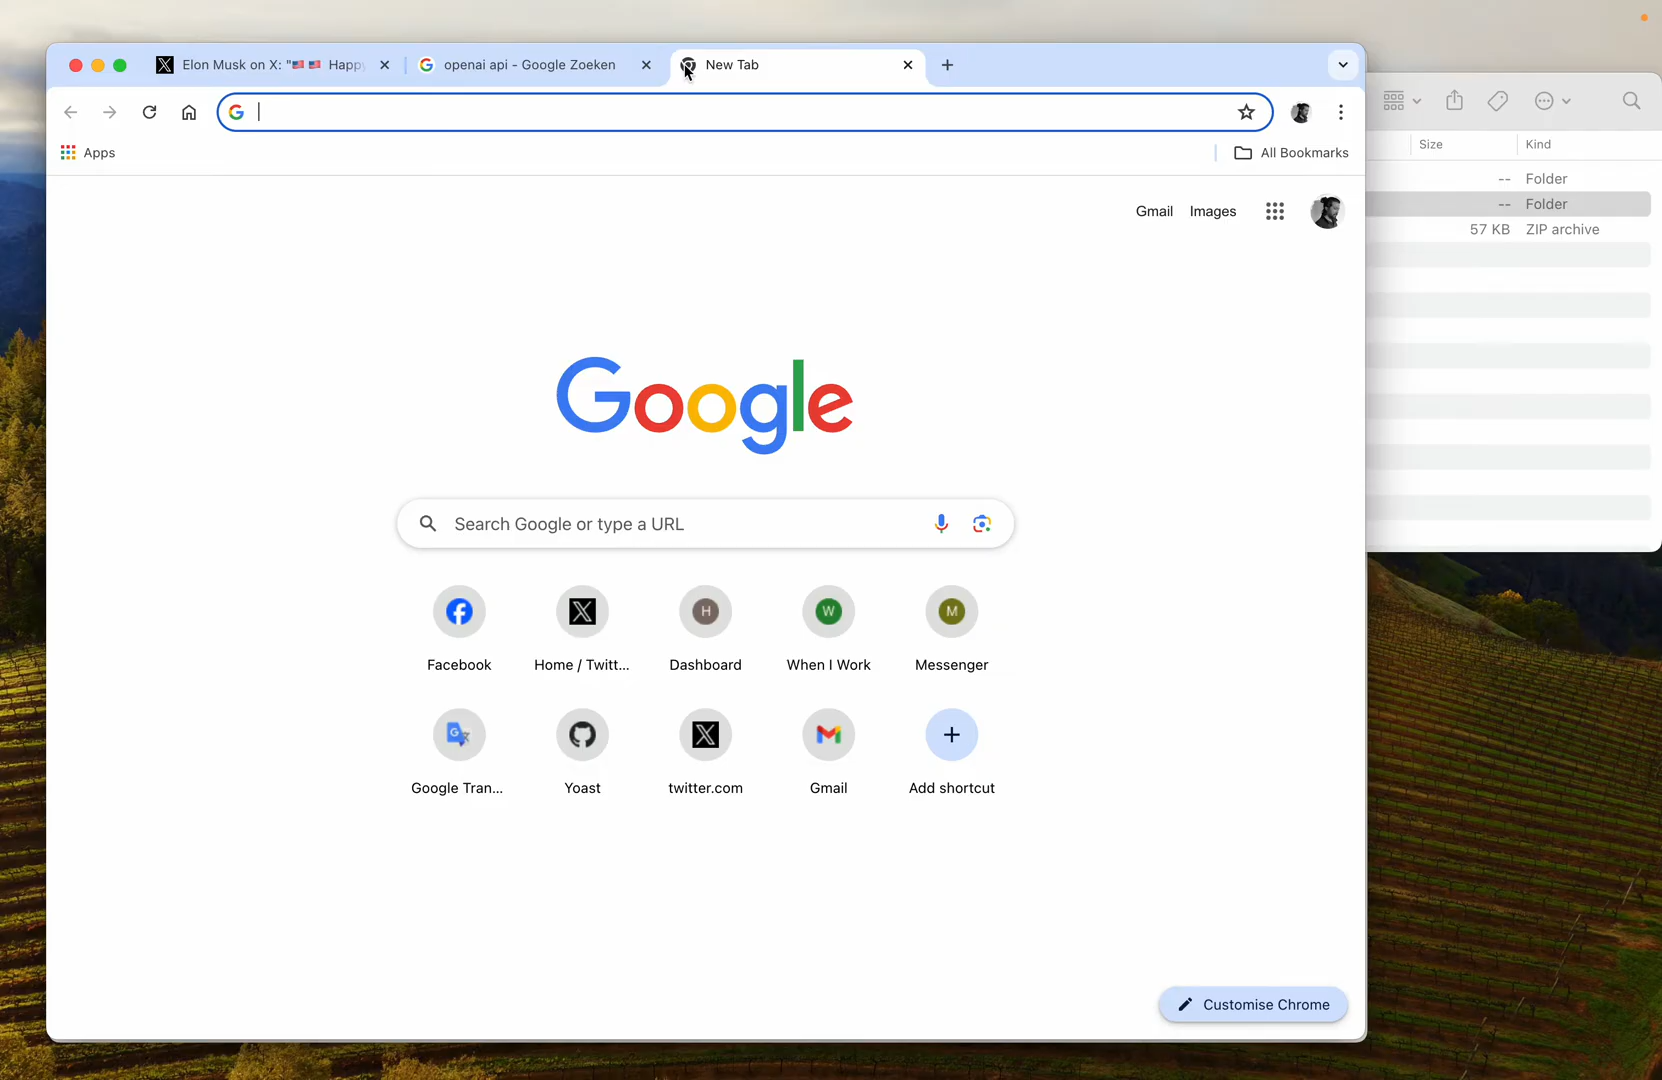 Elon Musk on X: "🇺🇸 🇺🇸 Happy
openai api - Google Zoeken
New Tab
Apps
All Bookmarks
Size
Kind
-- Folder
-- Folder
57 KB ZIP archive
Gmail
Images
Google
Search Google or type a URL
H
W
M
Facebook
Home / Twitt...
Dashboard
When I Work
Messenger
Google Tran...
Yoast
twitter.com
Gmail
Add shortcut
Customise Chrome